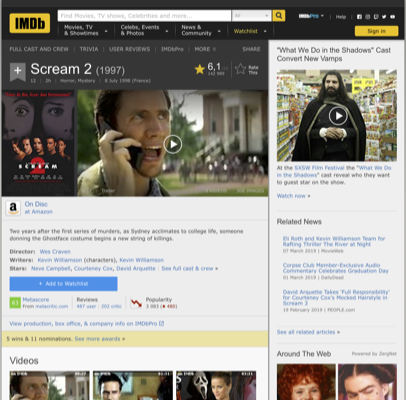 IMDb
Find Movies, TV shows, Celebrities and more...
All
IMDbPro
Help
Movies, TV & Showtimes
Celebs, Events & Photos
News & Community
Watchlist
Sign in
FULL CAST AND CREW | TRIVIA | USER REVIEWS | IMDbPro | MORE
SHARE
Scream 2 (1997)
12 | 2h | Horror, Mystery | 8 July 1998 (France)
6,1
Rate This
SCREAM 2
Trailer
On Disc
at Amazon
Two years after the first series of murders, as Sydney acclimates to college life, someone
donning the Ghostface costume begins a new string of killings.
Director: Wes Craven
Writers: Kevin Williamson (characters), Kevin Williamson
Stars: Neve Campbell, Courteney Cox, David Arquette | See full cast & crew »
+ Add to Watchlist
63 Metascore
From metacritic.com
Reviews
487 user | 202 critic
Popularity
3 083 (480)
View production, box office, & company info on IMDbPro
5 wins & 11 nominations. See more awards »
Videos
"What We Do in the Shadows" Cast
Convert New Vamps
At the SXSW Film Festival the "What We Do
in the Shadows" cast reveal who they want
to guest star on the show.
Watch now »
Related News
Eli Roth and Kevin Williamson Team for
Rafting Thriller The River at Night
07 March 2019 | MovieWeb
Corpse Club Member-Exclusive Audio
Commentary Celebrates Graduation Day
01 March 2019 | DailyDead
David Arquette Takes 'Full Responsibility'
for Courteney Cox's Mocked Hairstyle in
Scream 3
19 February 2019 | PEOPLE.com
See all related articles »
Around The Web
Powered by ZergNet